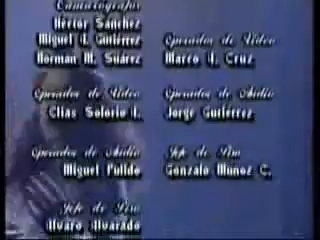 Camarógrafos
Héctor Sánchez
Miguel A. Gutiérrez
Norman M. Suárez
Operador de Video
Elías Solorio L.
Operador de Audio
Miguel Pulido
Jefe de Piso
Alvaro Alvarado
Operador de Video
Marco A. Cruz
Operador de Audio
Jorge Gutiérrez
Jefe de Piso
Gonzalo Muñoz C.